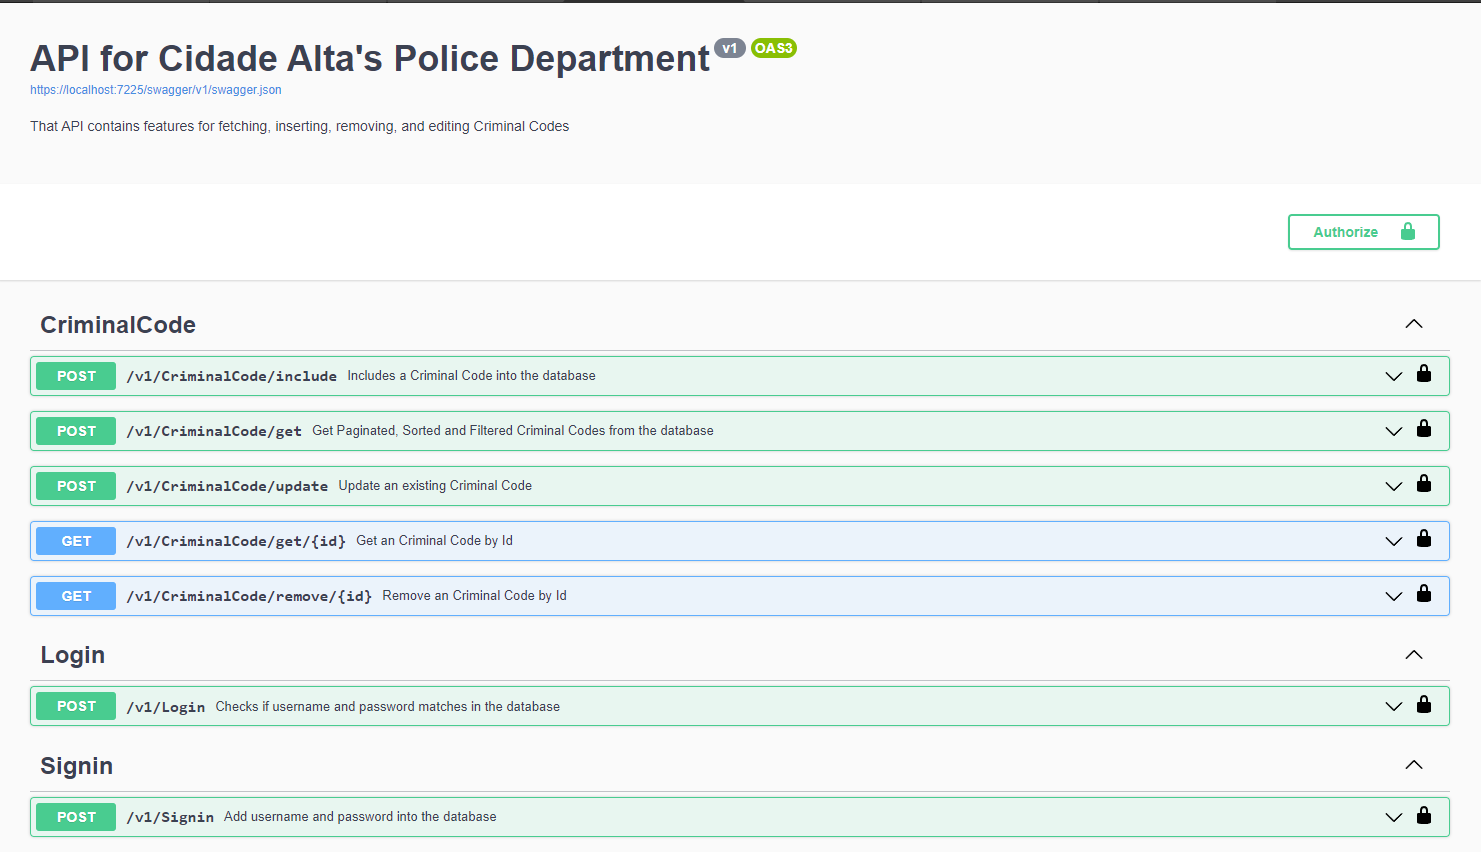 API for Cidade Alta's Police Department v1 OAS3
https://localhost:7225/swagger/v1/swagger.json
That API contains features for fetching, inserting, removing, and editing Criminal Codes
Authorize
CriminalCode
POST /v1/CriminalCode/include Includes a Criminal Code into the database
POST /v1/CriminalCode/get Get Paginated, Sorted and Filtered Criminal Codes from the database
POST /v1/CriminalCode/update Update an existing Criminal Code
GET /v1/CriminalCode/get/{id} Get an Criminal Code by Id
GET /v1/CriminalCode/remove/{id} Remove an Criminal Code by Id
Login
POST /v1/Login Checks if username and password matches in the database
Signin
POST /v1/Signin Add username and password into the database